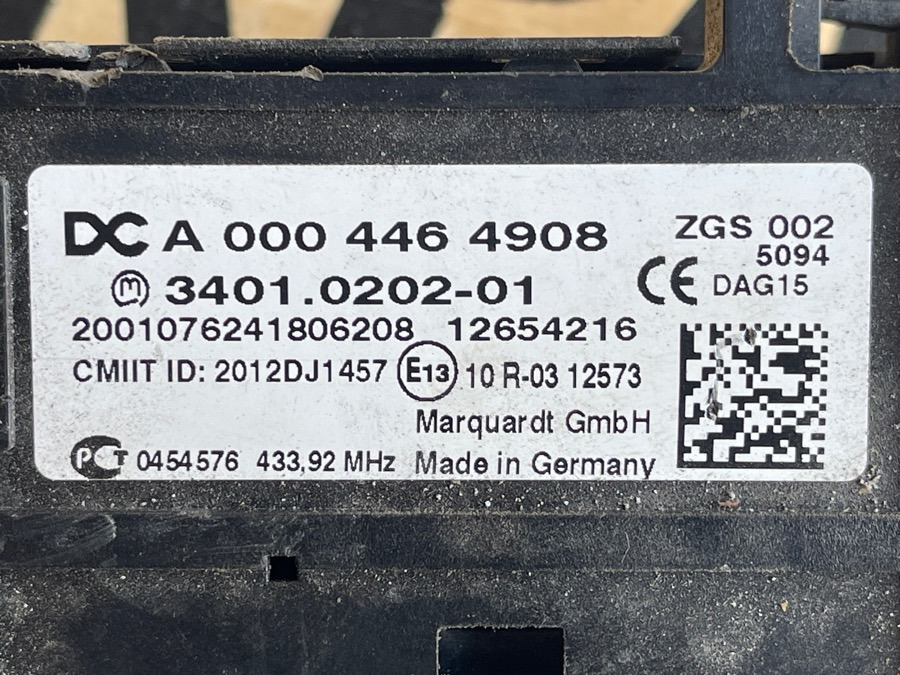 DC A 000 446 4908
ZGS 002
5094
M 3401.0202-01
CE DAG15
2001076241806208 12654216
CMIIT ID: 2012DJ1457 E13 10 R-03 12573
Marquardt GmbH
PCT 0454576 433,92 MHz Made in Germany